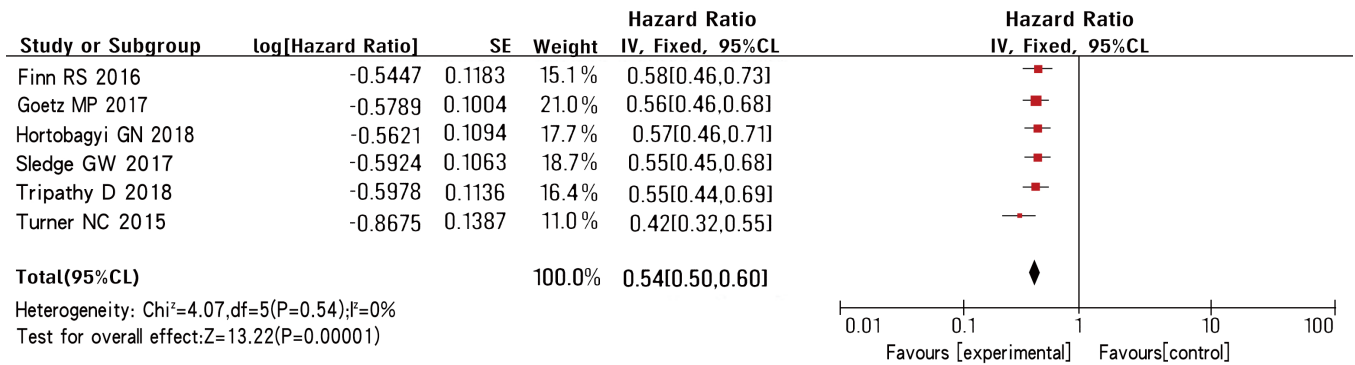 Hazard Ratio Hazard Ratio
Study or Subgroup log[Hazard Ratio] SE Weight IV, Fixed, 95%CL IV, Fixed, 95%CL
Finn RS 2016 -0.5447 0.1183 15.1% 0.58[0.46,0.73]
Goetz MP 2017 -0.5789 0.1004 21.0% 0.56[0.46,0.68]
Hortobagyi GN 2018 -0.5621 0.1094 17.7% 0.57[0.46,0.71]
Sledge GW 2017 -0.5924 0.1063 18.7% 0.55[0.45,0.68]
Tripathy D 2018 -0.5978 0.1136 16.4% 0.55[0.44,0.69]
Turner NC 2015 -0.8675 0.1387 11.0% 0.42[0.32,0.55]
Total(95%CL) 100.0% 0.54[0.50,0.60]
Heterogeneity: Chi²=4.07,df=5(P=0.54);I²=0%
Test for overall effect:Z=13.22(P=0.00001)
0.01 0.1 1 10 100
Favours [experimental] Favours[control]